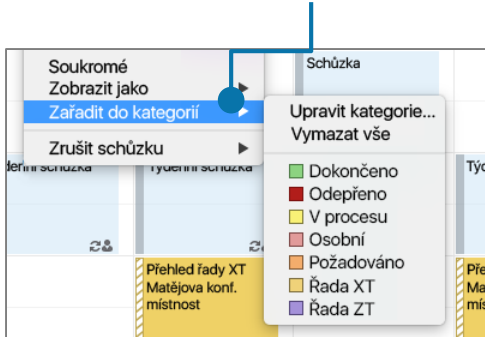 Soukromé
Zobrazit jako
Zařadit do kategorií
Zrušit schůzku
Schůzka
Upravit kategorie...
Vymazat vše
Dokončeno
Odepřeno
V procesu
Osobní
Požadováno
Řada XT
Řada ZT
schůzka
Týdenní schůzka
Přehled řady XT
Matějova konf.
místnost